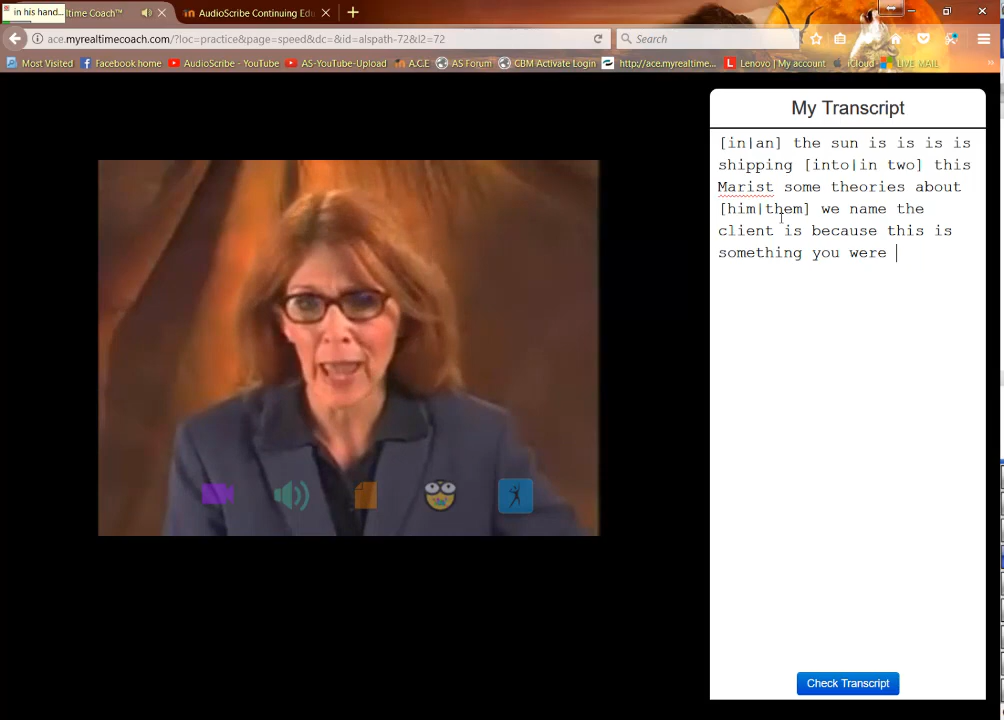 in his hand...
ltime Coach™
AudioScribe Continuing Edu
ace.myrealtimecoach.com/?loc=practice&page=speed&dc=&id=alspath-72&l2=72
Search
Most Visited
Facebook home
AudioScribe - YouTube
AS-YouTube-Upload
A.C.E
AS Forum
CBM Activate Login
http://ace.myrealtime...
Lenovo | My account
iCloud
LIVE MAIL
My Transcript
[in|an] the sun is is is is
shipping [into|in two] this
Marist some theories about
[him|them] we name the
client is because this is
something you were
Check Transcript